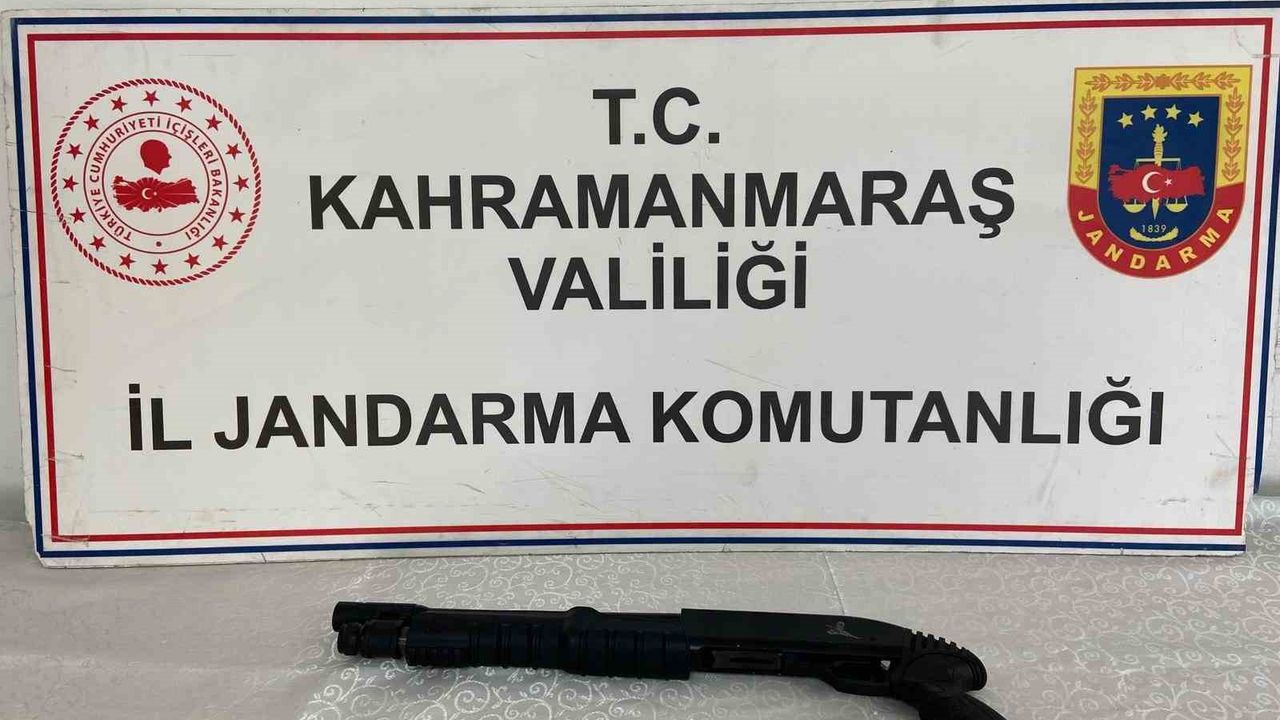 T.C.
KAHRAMANMARAŞ
VALİLİĞİ
İL JANDARMA KOMUTANLIĞI
TÜRKİYE CUMHURİYETİ İÇİŞLERİ BAKANLIĞI
1839
JANDARMA